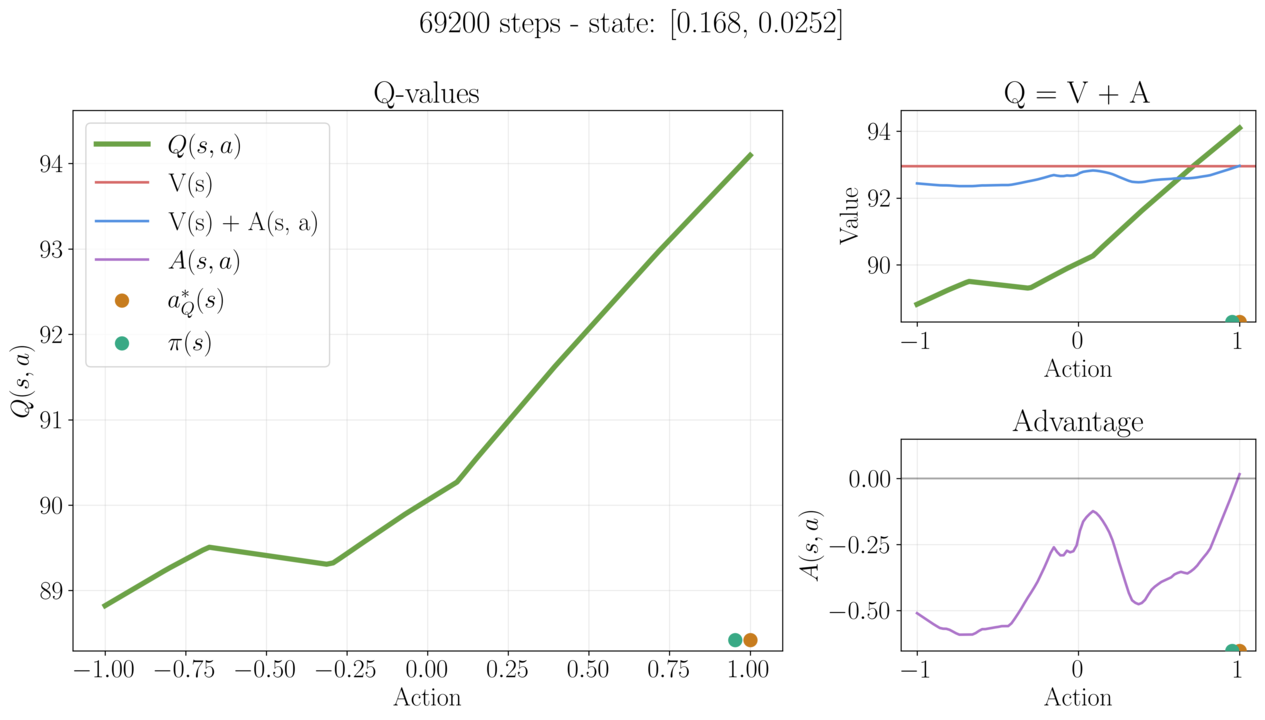 69200 steps - state: [0.168, 0.0252]
Q-values
Q(s, a)
V(s)
V(s) + A(s, a)
A(s, a)
a*Q(s)
π(s)
94
93
92
91
90
89
Q(s, a)
−1.00 −0.75 −0.50 −0.25 0.00 0.25 0.50 0.75 1.00
Action
Q = V + A
94
92
90
Value
−1 0 1
Action
Advantage
0.00
−0.25
−0.50
A(s, a)
−1 0 1
Action